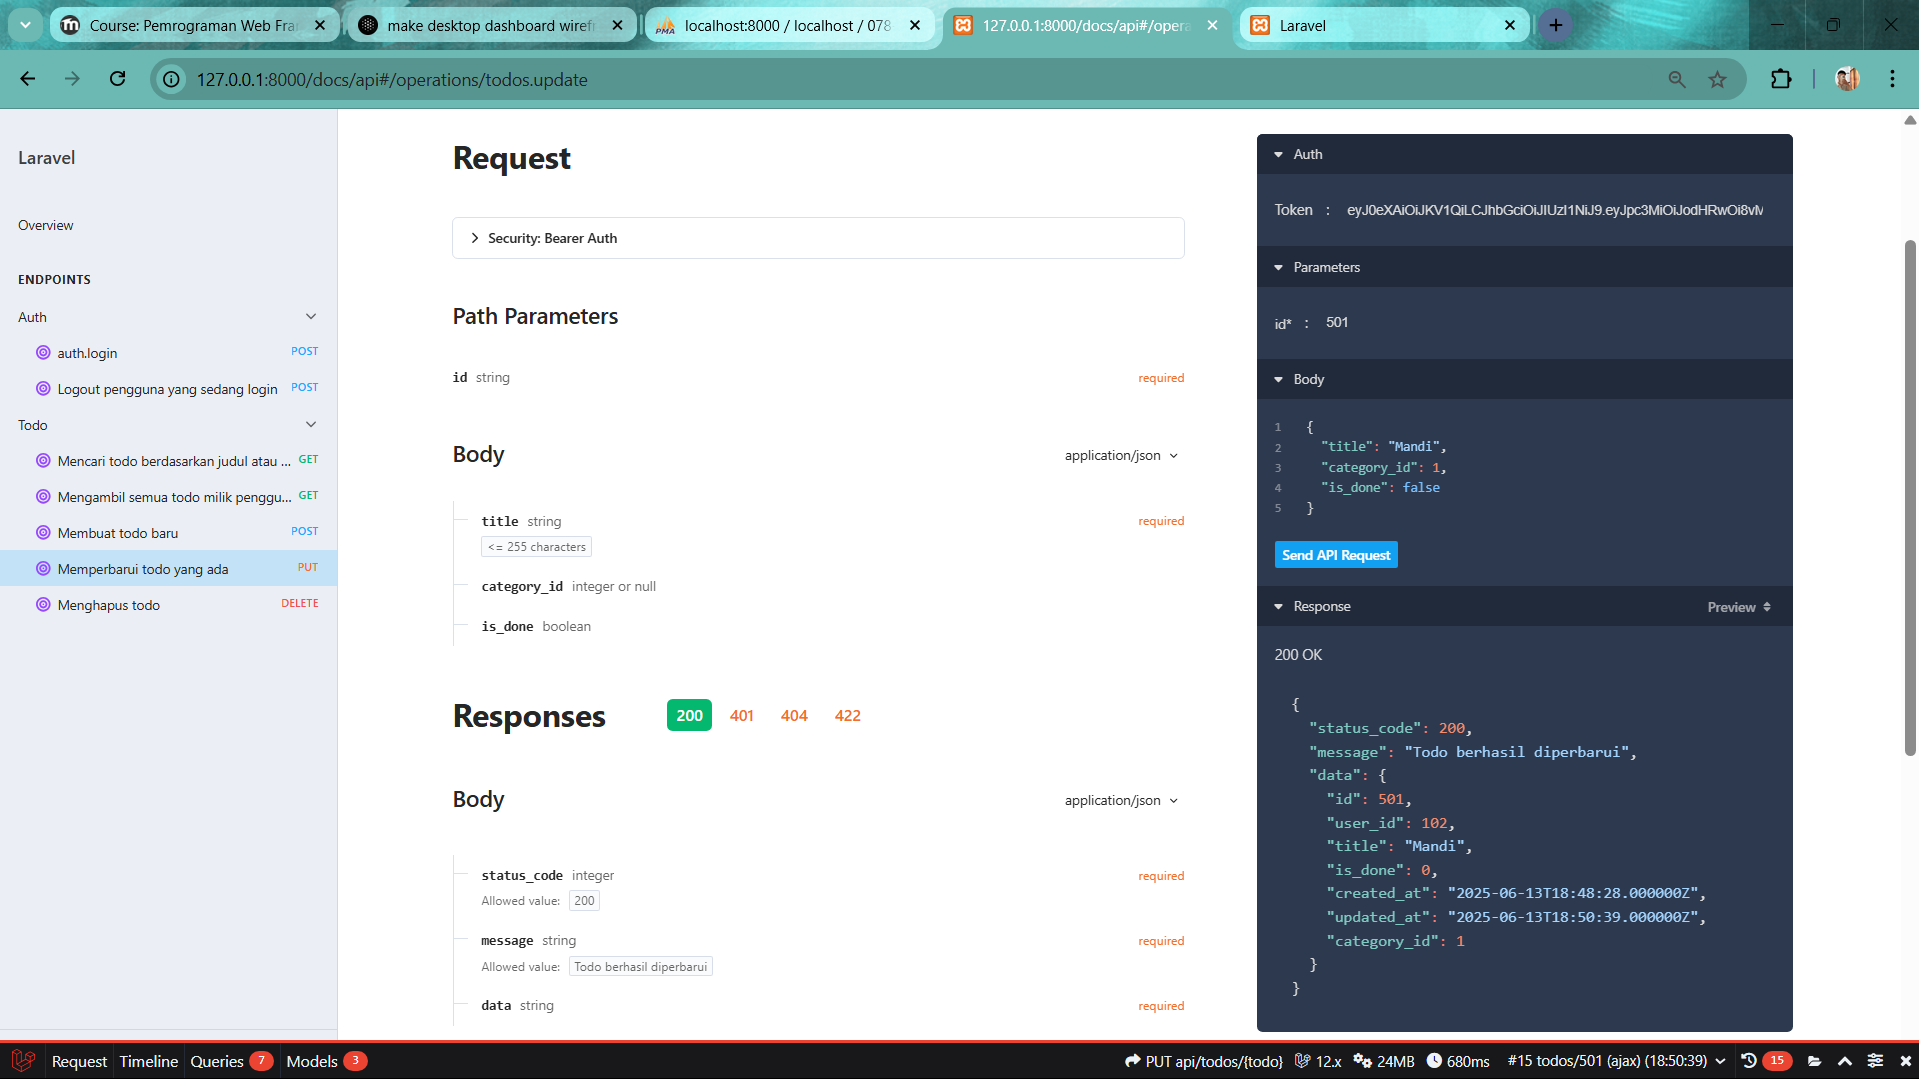 Course: Pemrograman Web Fra
make desktop dashboard wirefr
localhost:8000 / localhost / 078
127.0.0.1:8000/docs/api#/opera
Laravel
127.0.0.1:8000/docs/api#/operations/todos.update
Laravel
Overview
ENDPOINTS
Auth
auth.login POST
Logout pengguna yang sedang login POST
Todo
Mencari todo berdasarkan judul atau ... GET
Mengambil semua todo milik penggu... GET
Membuat todo baru POST
Memperbarui todo yang ada PUT
Menghapus todo DELETE
Request
Security: Bearer Auth
Path Parameters
id string required
Body application/json
title string required
<= 255 characters
category_id integer or null
is_done boolean
Responses 200 401 404 422
Body application/json
status_code integer required
Allowed value: 200
message string required
Allowed value: Todo berhasil diperbarui
data string required
Auth
Token : eyJ0eXAiOiJKV1QiLCJhbGciOiJIUzI1NiJ9.eyJpc3MiOiJodHRwOi8vM
Parameters
id* : 501
Body
1 {
2 "title": "Mandi",
3 "category_id": 1,
4 "is_done": false
5 }
Send API Request
Response Preview
200 OK
{
"status_code": 200,
"message": "Todo berhasil diperbarui",
"data": {
"id": 501,
"user_id": 102,
"title": "Mandi",
"is_done": 0,
"created_at": "2025-06-13T18:48:28.000000Z",
"updated_at": "2025-06-13T18:50:39.000000Z",
"category_id": 1
}
}
Request Timeline Queries 7 Models 3 PUT api/todos/{todo} 12.x 24MB 680ms #15 todos/501 (ajax) (18:50:39) 15